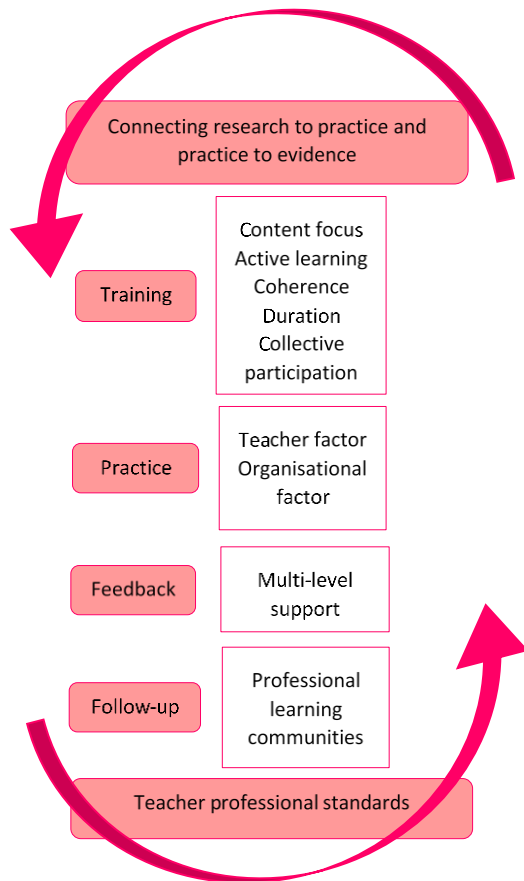 Connecting research to practice and
practice to evidence
Training
Content focus
Active learning
Coherence
Duration
Collective
participation
Practice
Teacher factor
Organisational
factor
Feedback
Multi-level
support
Follow-up
Professional
learning
communities
Teacher professional standards